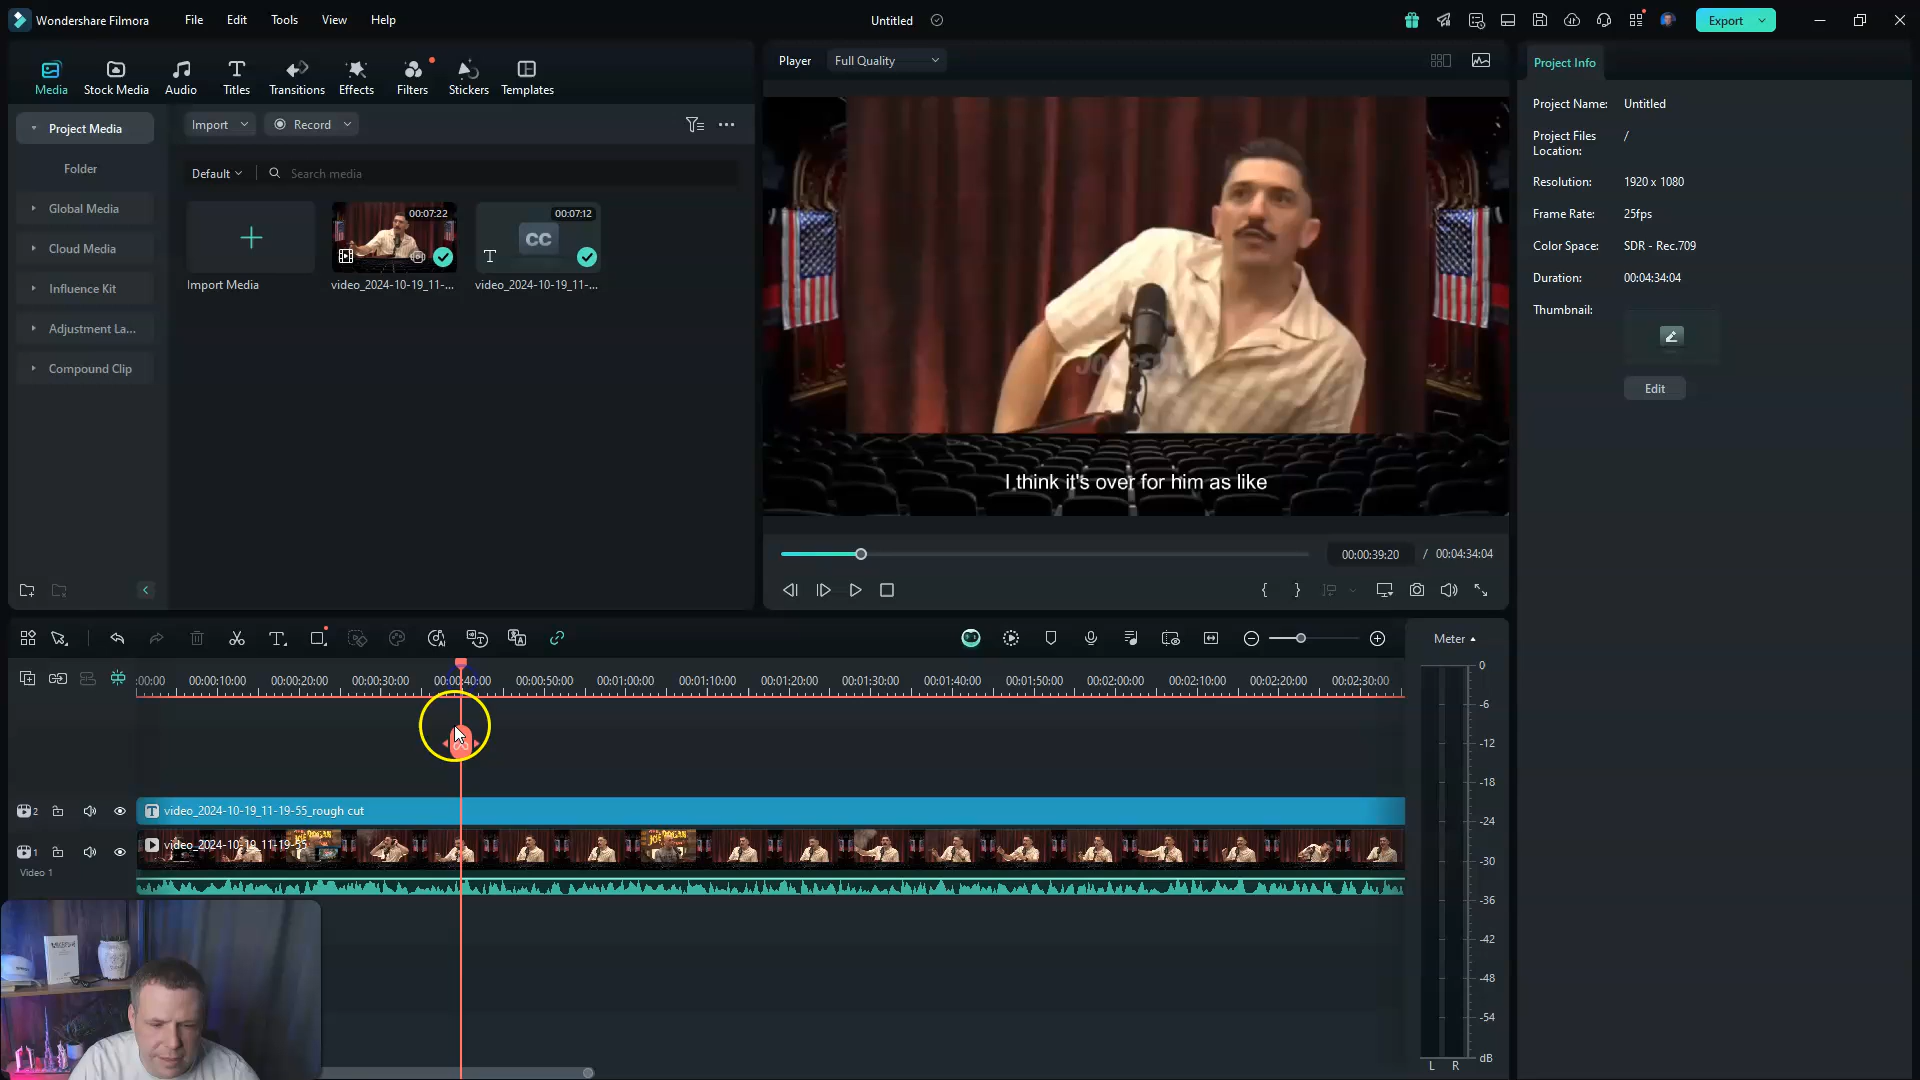 Wondershare Filmora
File
Edit
Tools
View
Help
Untitled
Export
Media
Stock Media
Audio
Titles
Transitions
Effects
Filters
Stickers
Templates
Player
Full Quality
Project Info
Project Media
Folder
Global Media
Cloud Media
Influence Kit
Adjustment La...
Compound Clip
Import
Record
Default
Search media
00:07:22
00:07:12
CC
T
Import Media
video_2024-10-19_11-...
video_2024-10-19_11-...
I think it's over for him as like
00:00:39:20
/ 00:04:34:04
Project Name: Untitled
Project Files Location: /
Resolution: 1920 x 1080
Frame Rate: 25fps
Color Space: SDR - Rec.709
Duration: 00:04:34:04
Thumbnail:
Edit
Meter
:00:00
00:00:10:00
00:00:20:00
00:00:30:00
00:00:40:00
00:00:50:00
00:01:00:00
00:01:10:00
00:01:20:00
00:01:30:00
00:01:40:00
00:01:50:00
00:02:00:00
00:02:10:00
00:02:20:00
00:02:30:00
2
T video_2024-10-19_11-19-55_rough cut
1
video_2024-10-19_11-19-55
Video 1
JOE ROGAN
0
-6
-12
-18
-24
-30
-36
-42
-48
-54
dB
L R